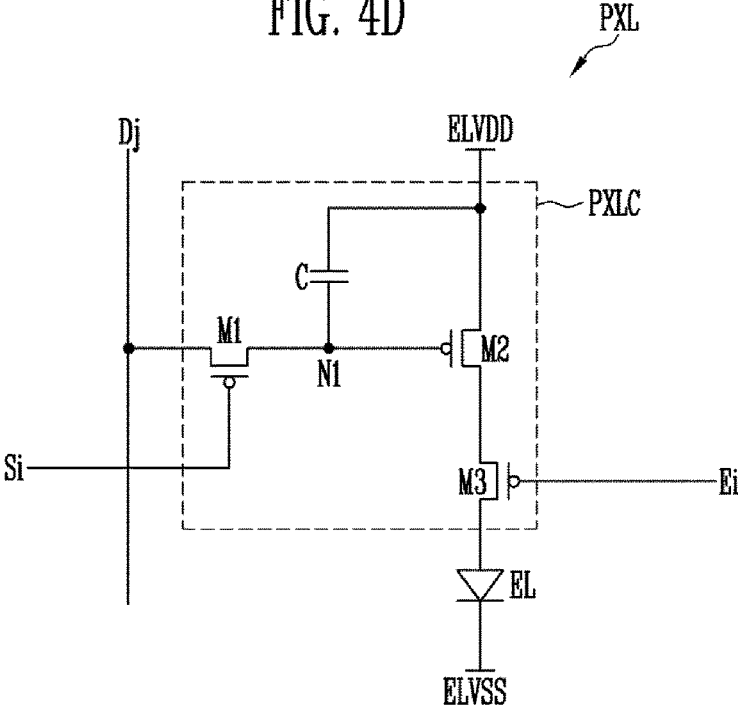 FIG. 4D
PXL
Dj
ELVDD
PXLC
C
M1
N1
M2
Si
M3
Ei
EL
ELVSS